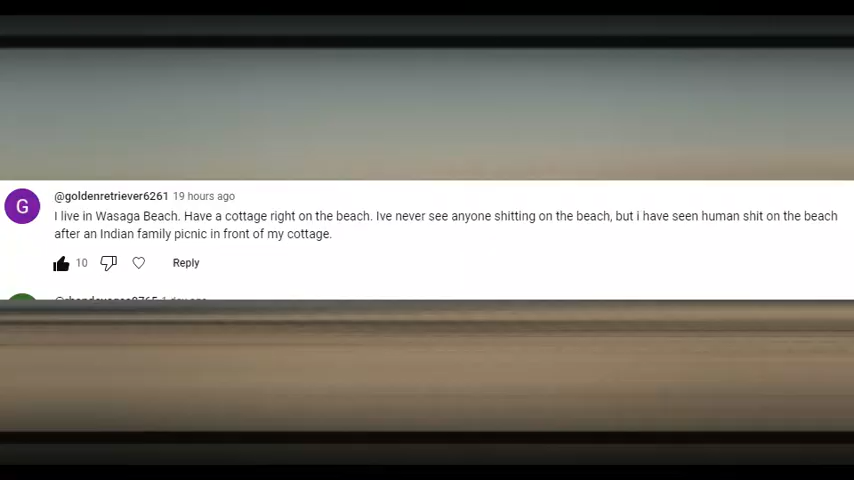 G
@goldenretriever6261 19 hours ago
I live in Wasaga Beach. Have a cottage right on the beach. Ive never see anyone shitting on the beach, but i have seen human shit on the beach
after an Indian family picnic in front of my cottage.
10 Reply